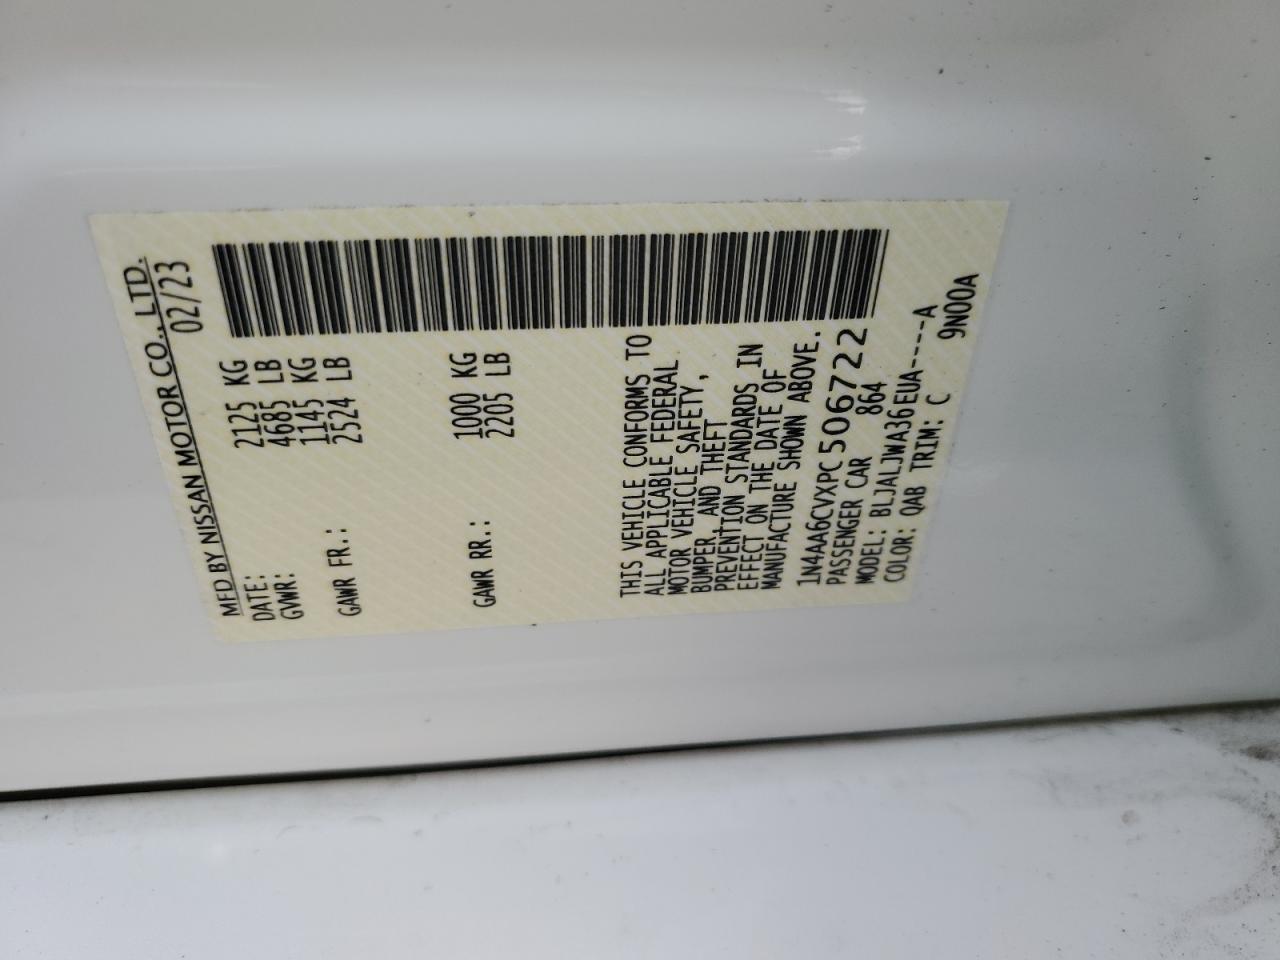 MFD BY NISSAN MOTOR CO., LTD.
DATE: 02/23
GVWR: 2125 KG
4685 LB
GAWR FR.: 1145 KG
2524 LB
GAWR RR.: 1000 KG
2205 LB
THIS VEHICLE CONFORMS TO
ALL APPLICABLE FEDERAL
MOTOR VEHICLE SAFETY,
BUMPER, AND THEFT
PREVENTION STANDARDS IN
EFFECT ON THE DATE OF
MANUFACTURE SHOWN ABOVE.
1N4AA6CVXPC506722
PASSENGER CAR 864
MODEL: BLJALJWA36EUA----A
COLOR: QAB TRIM: C 9N00A